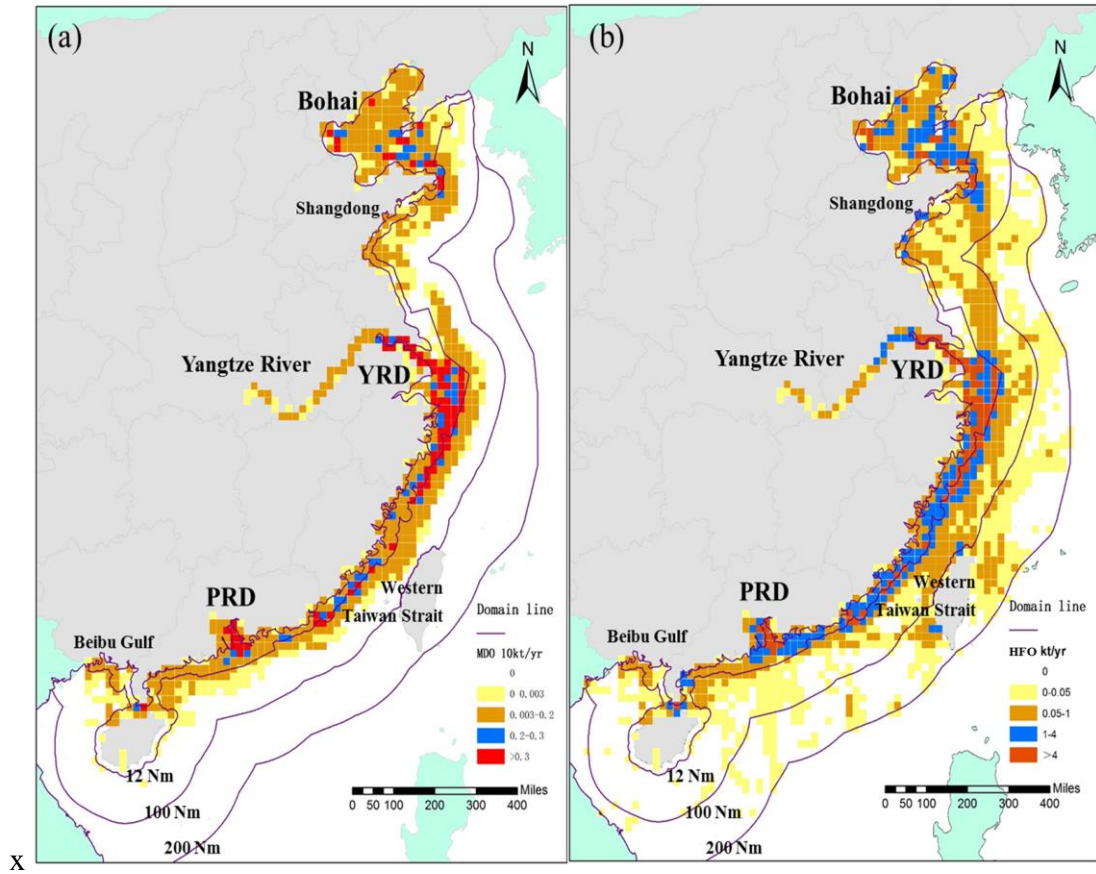 (a)
N
Bohai
Shangdong
Yangtze River
YRD
PRD
Western
Taiwan Strait
Beibu Gulf
Domain line
MDO 10kt/yr
0
0 0.003
0.003-0.2
0.2-0.3
>0.3
12 Nm
100 Nm
200 Nm
Miles
0 50 100 200 300 400
(b)
N
Bohai
Shangdong
Yangtze River
YRD
PRD
Western
Taiwan Strait
Beibu Gulf
Domain line
HFO kt/yr
0
0-0.05
0.05-1
1-4
>4
12 Nm
100 Nm
200 Nm
Miles
0 50 100 200 300 400
x